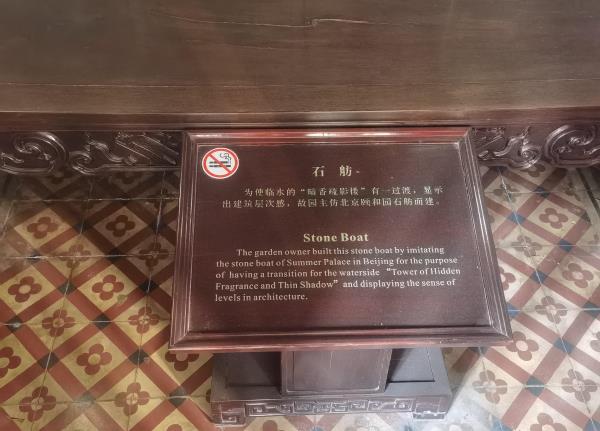 石 舫
为使临水的“暗香疏影楼”有一过渡，显示
出建筑层次感，故园主仿北京颐和园石舫而建。
Stone Boat
The garden owner built this stone boat by imitating
the stone boat of Summer Palace in Beijing for the purpose
of having a transition for the waterside “Tower of Hidden
Fragrance and Thin Shadow” and displaying the sense of
levels in architecture.